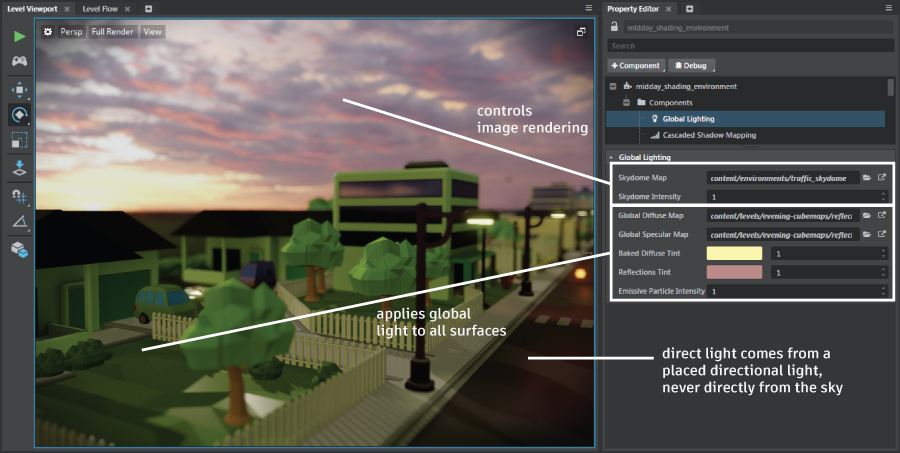 Level Viewport
Level Flow
Property Editor
Persp
Full Render
View
midday_shading_environment
Search
Component
Debug
midday_shading_environment
Components
Global Lighting
Cascaded Shadow Mapping
controls
image rendering
Global Lighting
Skydome Map content/environments/traffic_skydome
Skydome Intensity 1
Global Diffuse Map content/levels/evening-cubemaps/reflec
Global Specular Map content/levels/evening-cubemaps/reflec
Baked Diffuse Tint 1
Reflections Tint 1
Emissive Particle Intensity 1
applies global
light to all surfaces
direct light comes from a
placed directional light,
never directly from the sky